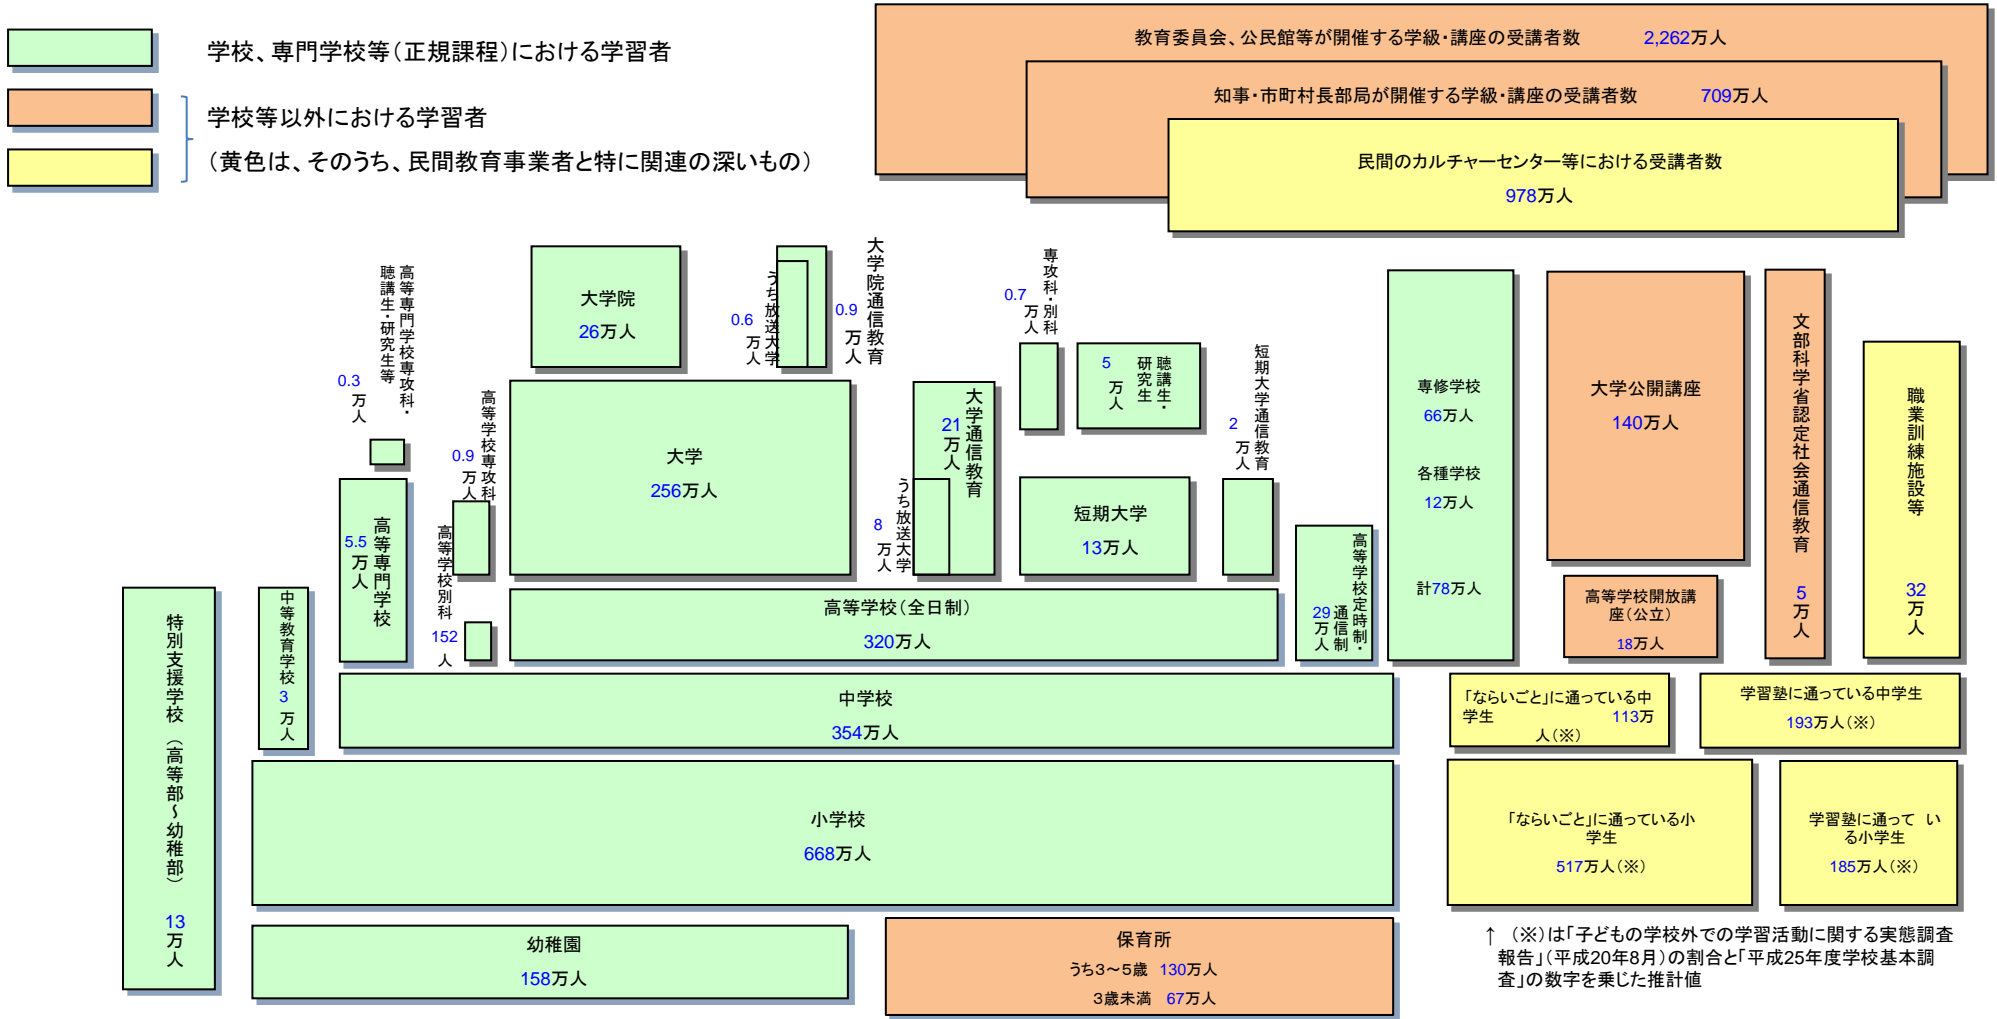 学校、専門学校等(正規課程)における学習者
学校等以外における学習者
(黄色は、そのうち、民間教育事業者と特に関連の深いもの)
教育委員会、公民館等が開催する学級・講座の受講者数 2,262万人
知事・市町村長部局が開催する学級・講座の受講者数 709万人
民間のカルチャーセンター等における受講者数
978万人
高等専門学校専攻科・
聴講生・研究生等
0.3
万人
高等専門学校
5.5
万人
高等学校専攻科
0.9
万人
高等学校別科
152
人
大学院
26万人
うち放送大学
0.6
万人
大学院通信教育
0.9
万人
大学
256万人
大学通信教育
21
万人
うち放送大学
8
万人
専攻科・別科
0.7
万人
聴講生・
研究生
5
万人
短期大学
13万人
短期大学通信教育
2
万人
高等学校(全日制)
320万人
高等学校定時制・
通信制
29
万人
専修学校
66万人
各種学校
12万人
計78万人
大学公開講座
140万人
高等学校開放講
座(公立)
18万人
文部科学省認定社会通信教育
5
万人
職業訓練施設等
32
万人
特別支援学校(高等部~幼稚部)
13
万人
中等教育学校
3
万人
中学校
354万人
「ならいごと」に通っている中
学生 113万
人(※)
学習塾に通っている中学生
193万人(※)
小学校
668万人
「ならいごと」に通っている小
学生
517万人(※)
学習塾に通って い
る小学生
185万人(※)
幼稚園
158万人
保育所
うち3~5歳 130万人
3歳未満 67万人
↑ (※)は「子どもの学校外での学習活動に関する実態調査
報告」(平成20年8月)の割合と「平成25年度学校基本調
査」の数字を乗じた推計値